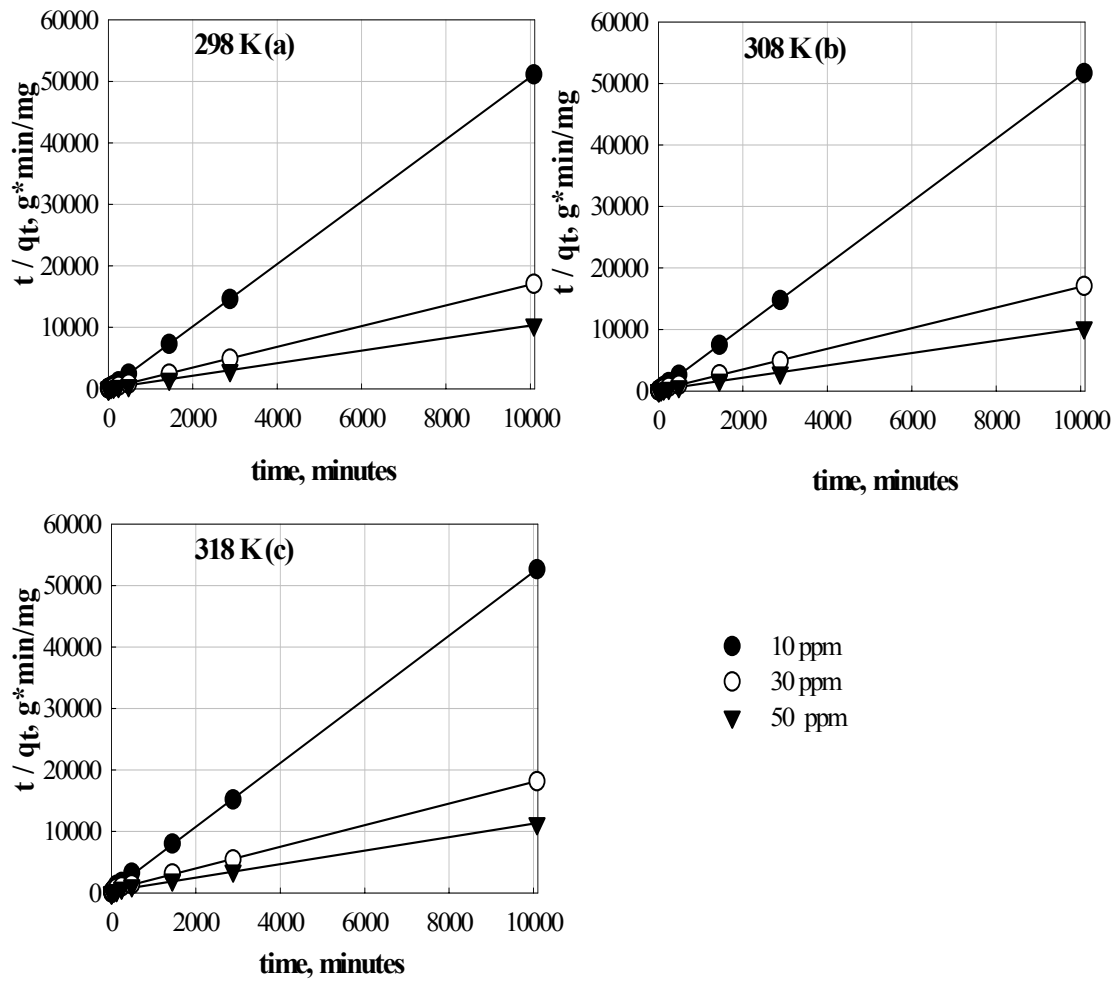 298 K (a)
60000
50000
40000
30000
20000
10000
0
t / qt, g*min/mg
0 2000 4000 6000 8000 10000
time, minutes
308 K (b)
60000
50000
40000
30000
20000
10000
0
t / qt, g*min/mg
0 2000 4000 6000 8000 10000
time, minutes
318 K (c)
60000
50000
40000
30000
20000
10000
0
t / qt, g*min/mg
0 2000 4000 6000 8000 10000
time, minutes
10 ppm
30 ppm
50 ppm